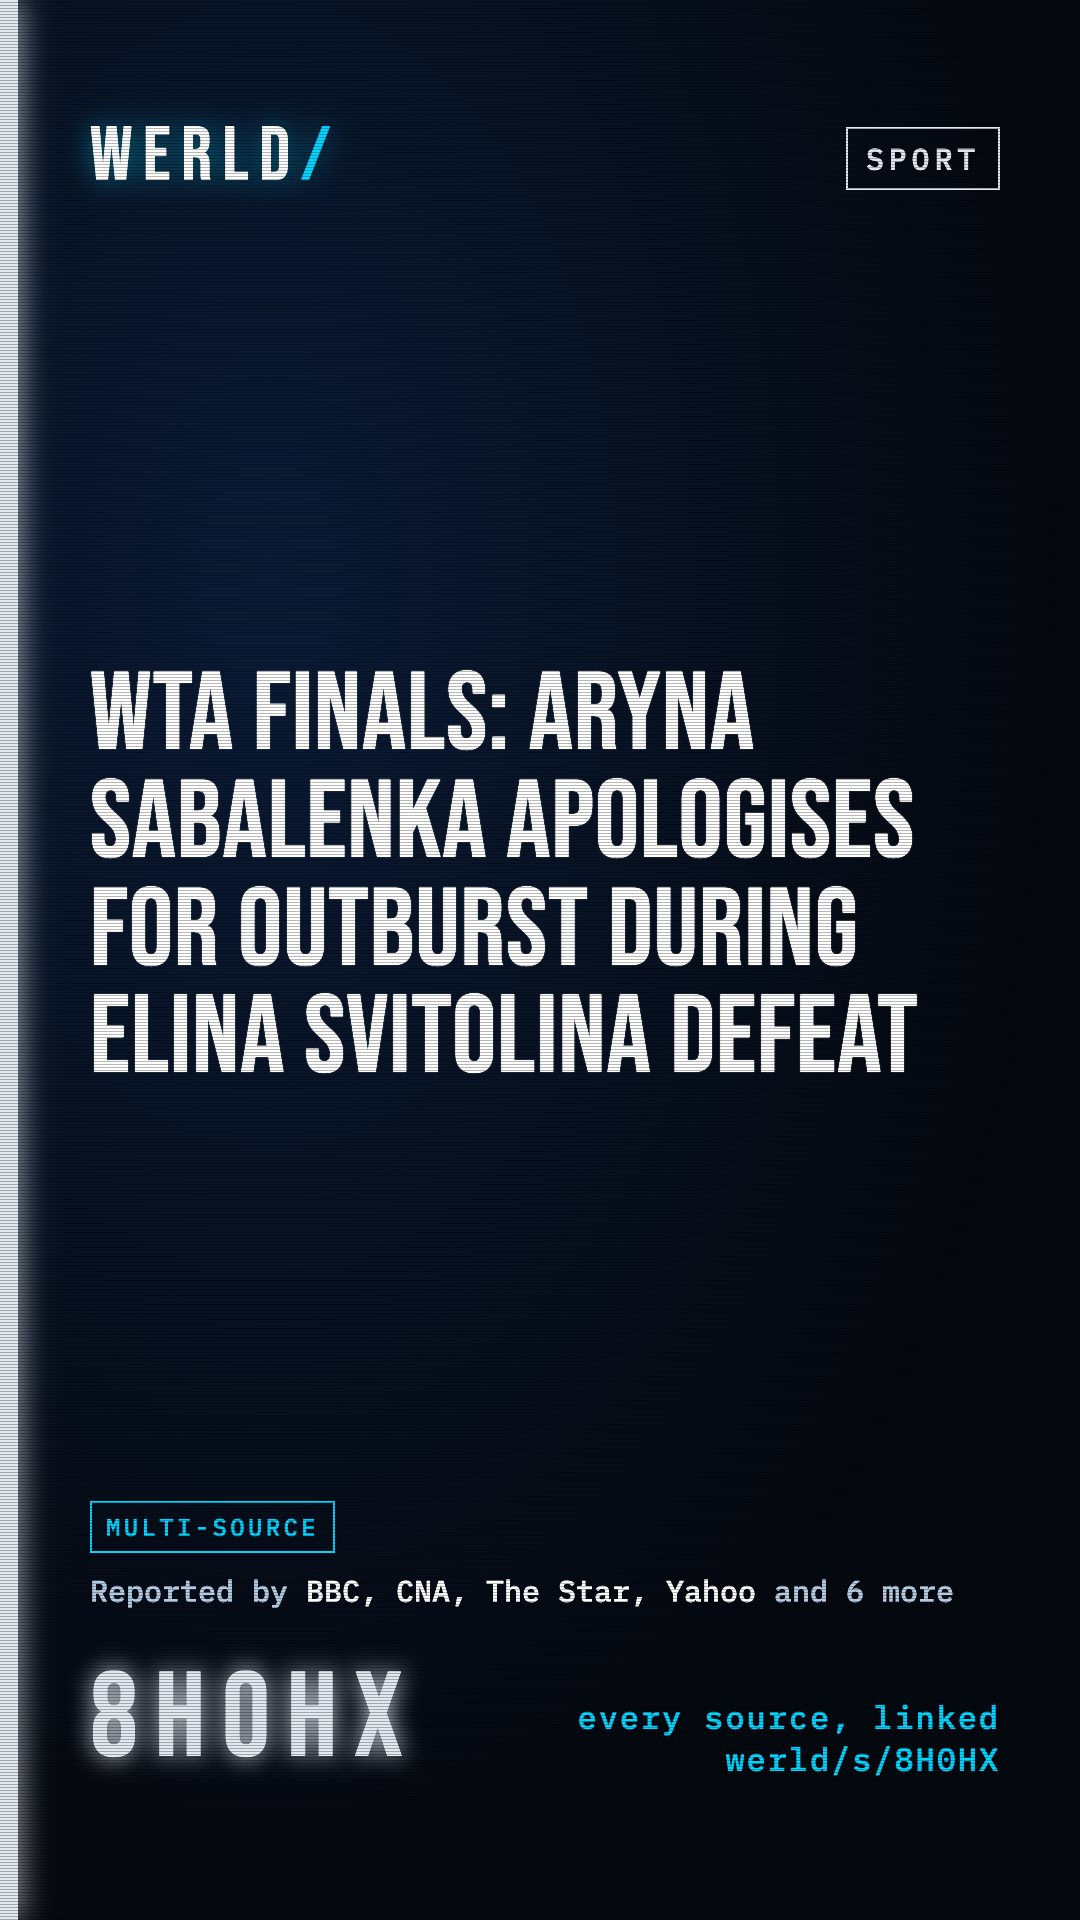 WERLD/
SPORT
WTA FINALS: ARYNA
SABALENKA APOLOGISES
FOR OUTBURST DURING
ELINA SVITOLINA DEFEAT
MULTI-SOURCE
Reported by BBC, CNA, The Star, Yahoo and 6 more
8H0HX
every source, linked
werld/s/8H0HX